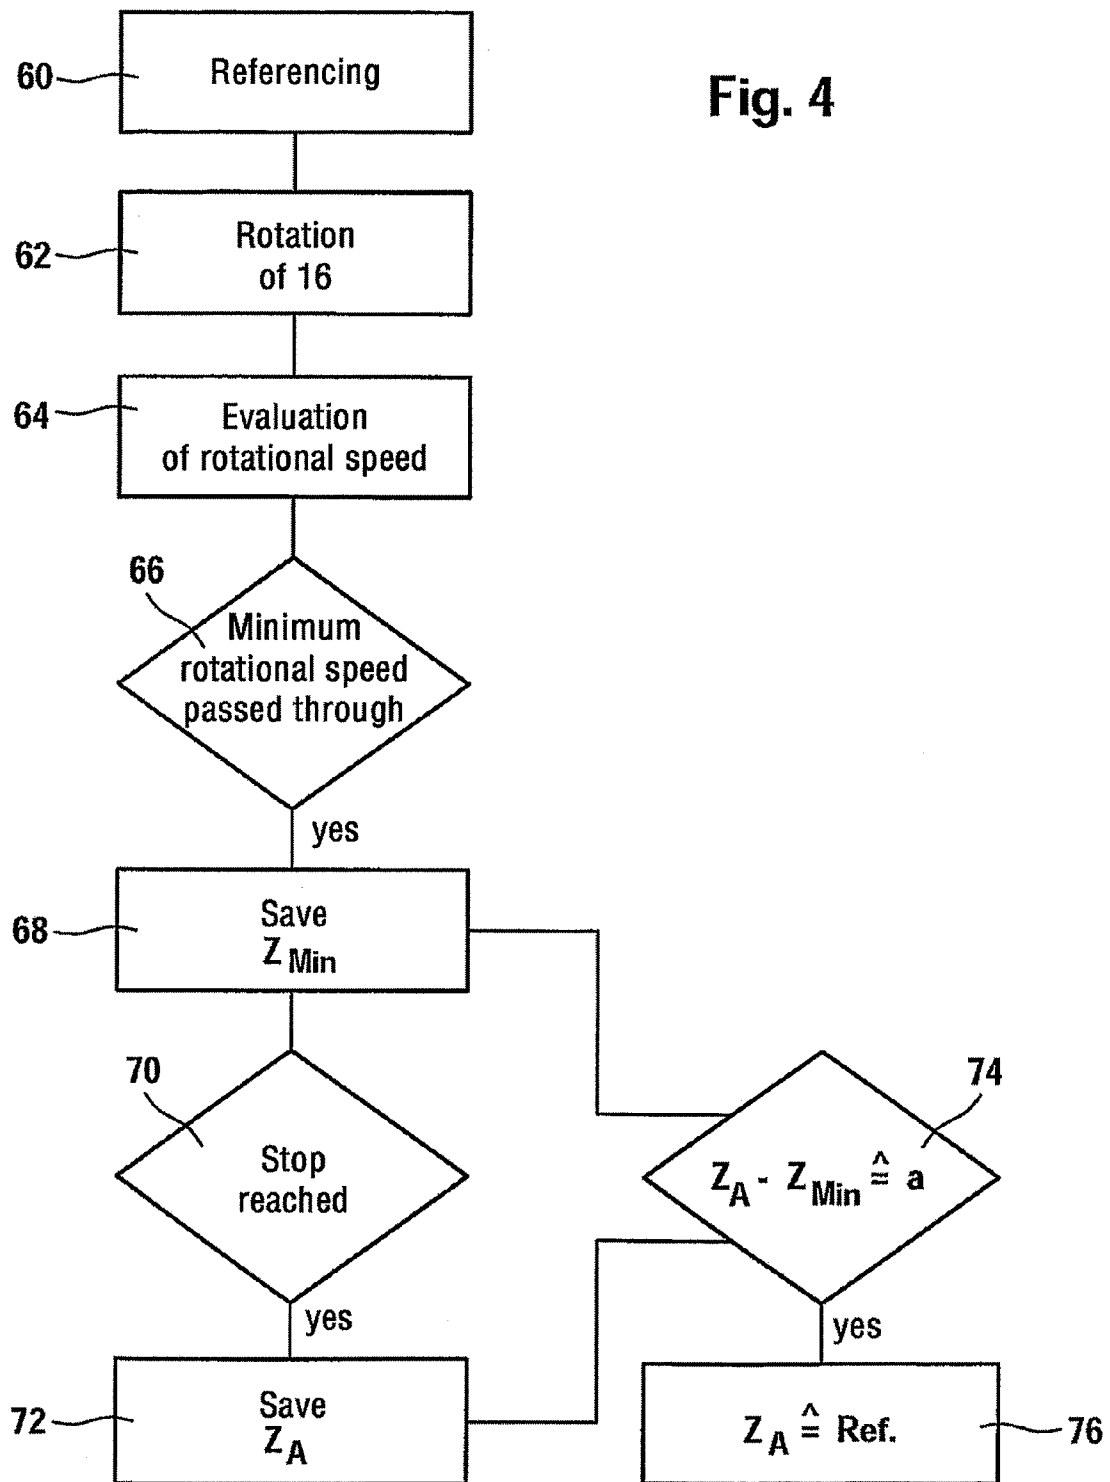 Fig. 4
60
Referencing
62
Rotation
of 16
64
Evaluation
of rotational speed
66
Minimum
rotational speed
passed through
yes
68
Save
Z Min
70
Stop
reached
yes
72
Save
Z A
74
Z A - Z Min ≙ a
yes
Z A ≙ Ref.
76